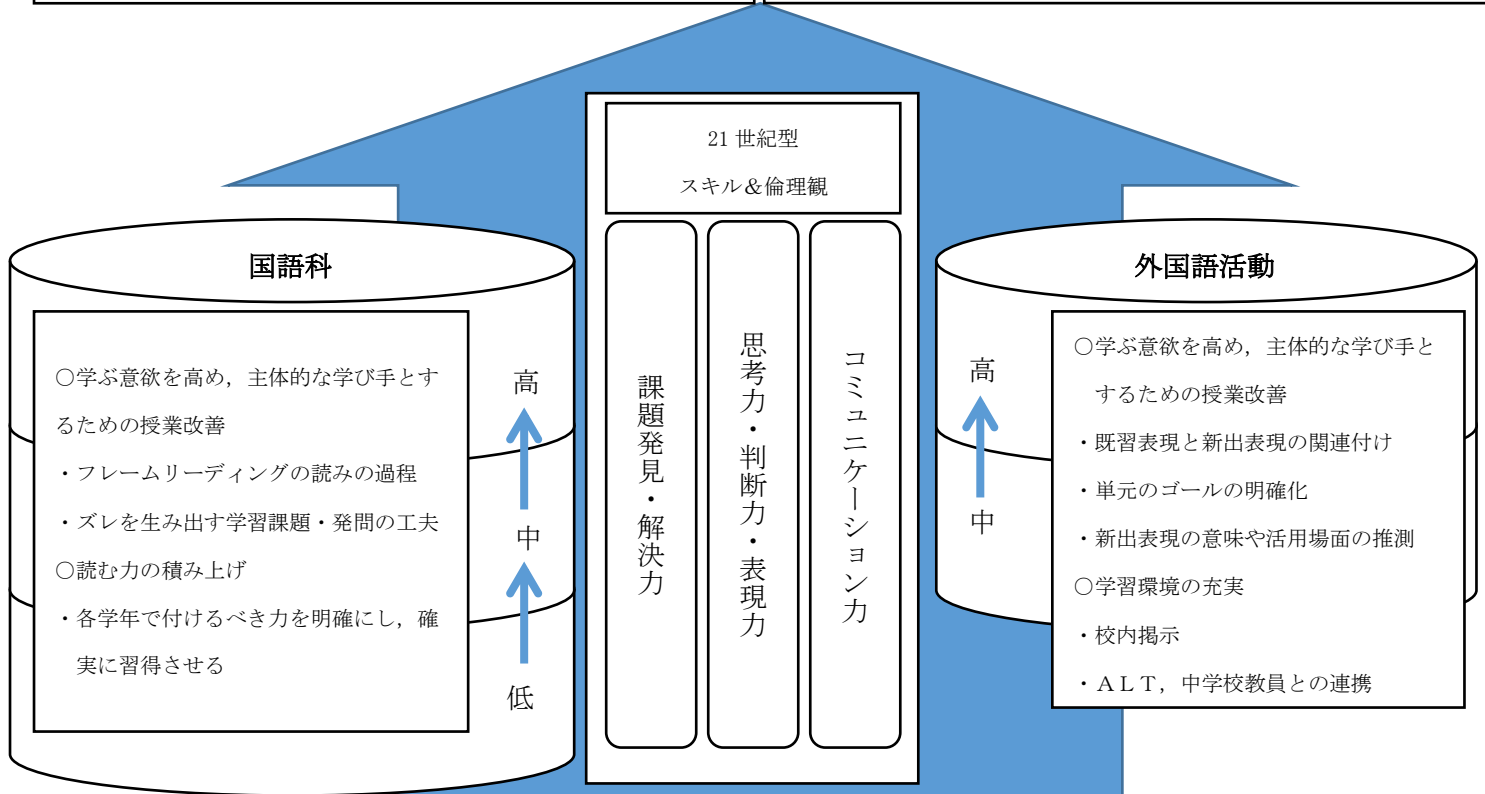 21 世紀型
スキル＆倫理観
国語科
○学ぶ意欲を高め，主体的な学び手とす
るための授業改善
・フレームリーディングの読みの過程
・ズレを生み出す学習課題・発問の工夫
○読む力の積み上げ
・各学年で付けるべき力を明確にし，確
実に習得させる
高
中
低
課題発見・解決力
思考力・判断力・表現力
コミュニケーション力
外国語活動
高
中
○学ぶ意欲を高め，主体的な学び手と
するための授業改善
・既習表現と新出表現の関連付け
・単元のゴールの明確化
・新出表現の意味や活用場面の推測
○学習環境の充実
・校内掲示
・ＡＬＴ，中学校教員との連携